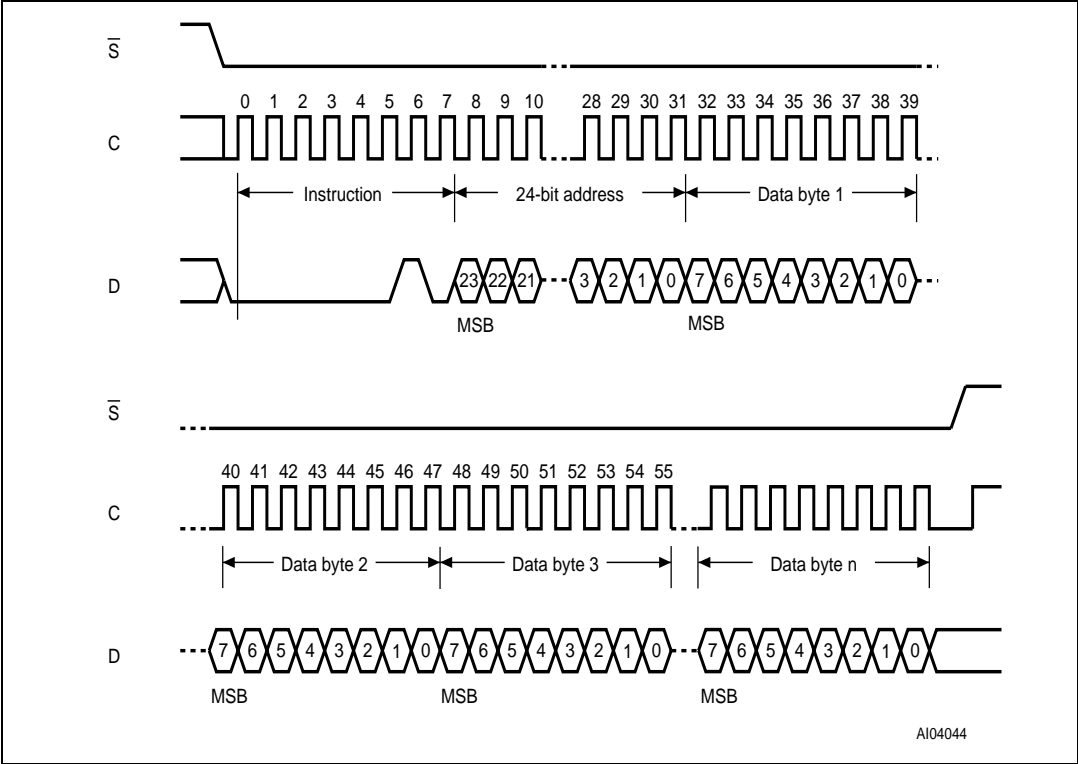 S̅
0 1 2 3 4 5 6 7 8 9 10 28 29 30 31 32 33 34 35 36 37 38 39
C
Instruction 24-bit address Data byte 1
D 23 22 21 3 2 1 0 7 6 5 4 3 2 1 0
MSB MSB
S̅
40 41 42 43 44 45 46 47 48 49 50 51 52 53 54 55
C
Data byte 2 Data byte 3 Data byte n
D 7 6 5 4 3 2 1 0 7 6 5 4 3 2 1 0 7 6 5 4 3 2 1 0
MSB MSB MSB
AI04044